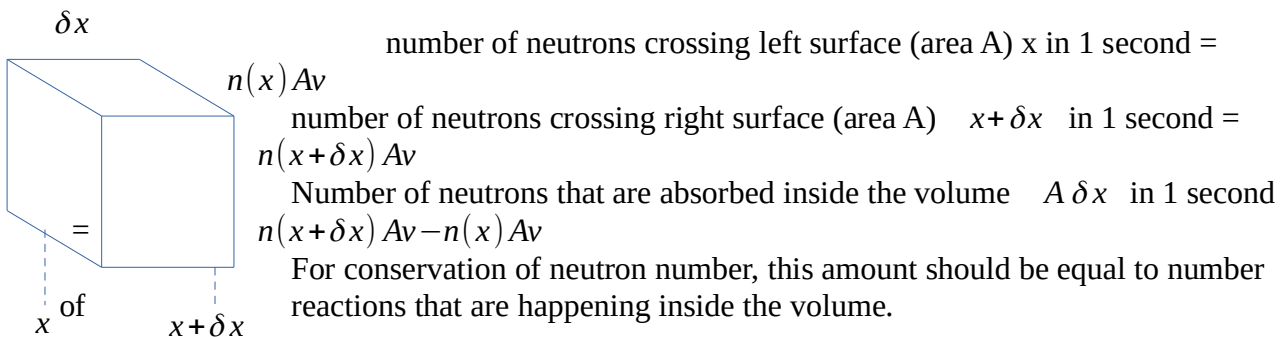 δx
number of neutrons crossing left surface (area A) x in 1 second =
n(x) Av
number of neutrons crossing right surface (area A) x+δx in 1 second =
n(x+δx) Av
Number of neutrons that are absorbed inside the volume A δx in 1 second
= n(x+δx) Av−n(x) Av
For conservation of neutron number, this amount should be equal to number
of reactions that are happening inside the volume.
x x+δx